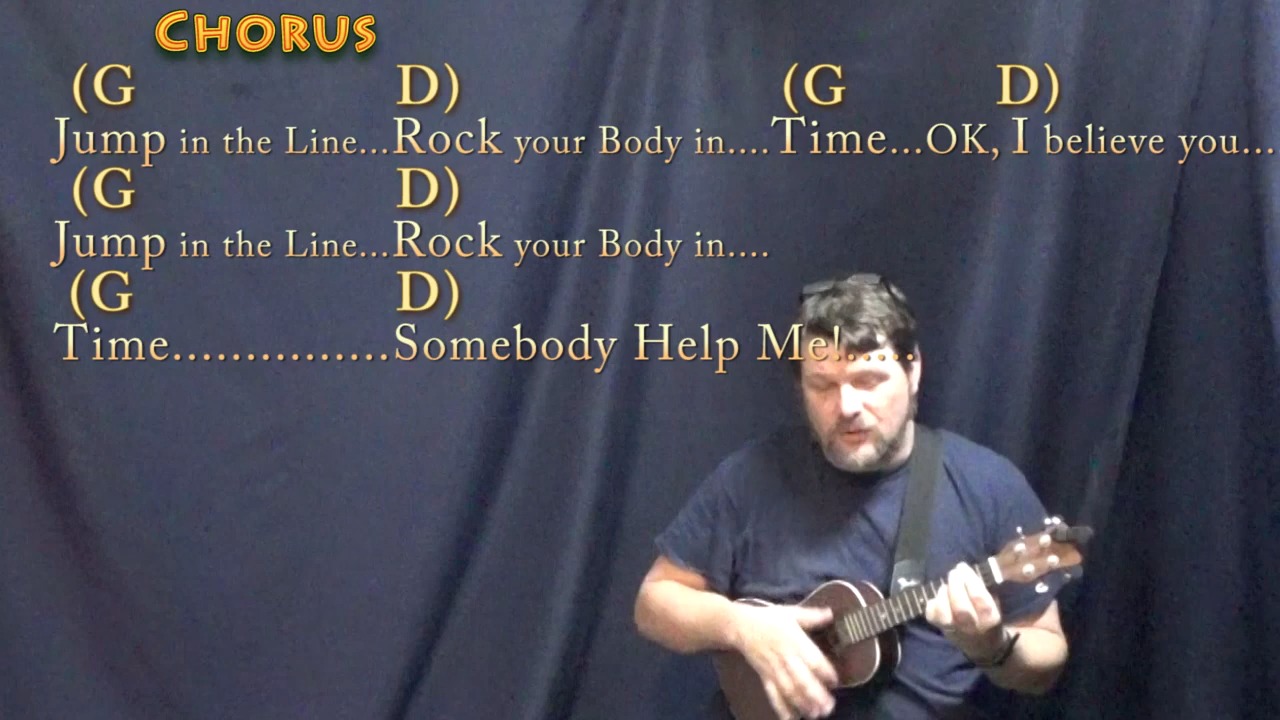 CHORUS
(G D) (G D)
Jump in the Line...Rock your Body in....Time...OK, I believe you...
(G D)
Jump in the Line...Rock your Body in....
(G D)
Time...............Somebody Help Me!.....